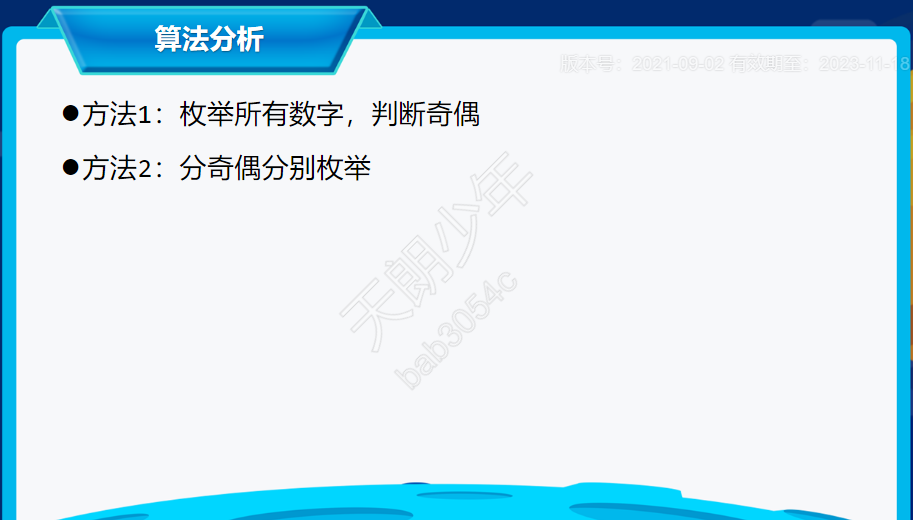 算法分析
版本号：2021-09-02 有效期至：2023-11-18
●方法1：枚举所有数字，判断奇偶
●方法2：分奇偶分别枚举
天朗少年
bab3054c